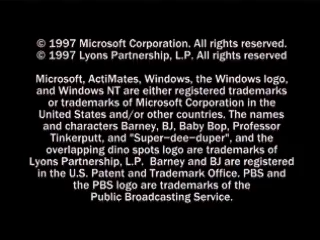 © 1997 Microsoft Corporation. All rights reserved.
© 1997 Lyons Partnership, L.P. All rights reserved
Microsoft, ActiMates, Windows, the Windows logo,
and Windows NT are either registered trademarks
or trademarks of Microsoft Corporation in the
United States and/or other countries. The names
and characters Barney, BJ, Baby Bop, Professor
Tinkerputt, and "Super-dee-duper", and the
overlapping dino spots logo are trademarks of
Lyons Partnership, L.P. Barney and BJ are registered
in the U.S. Patent and Trademark Office. PBS and
the PBS logo are trademarks of the
Public Broadcasting Service.